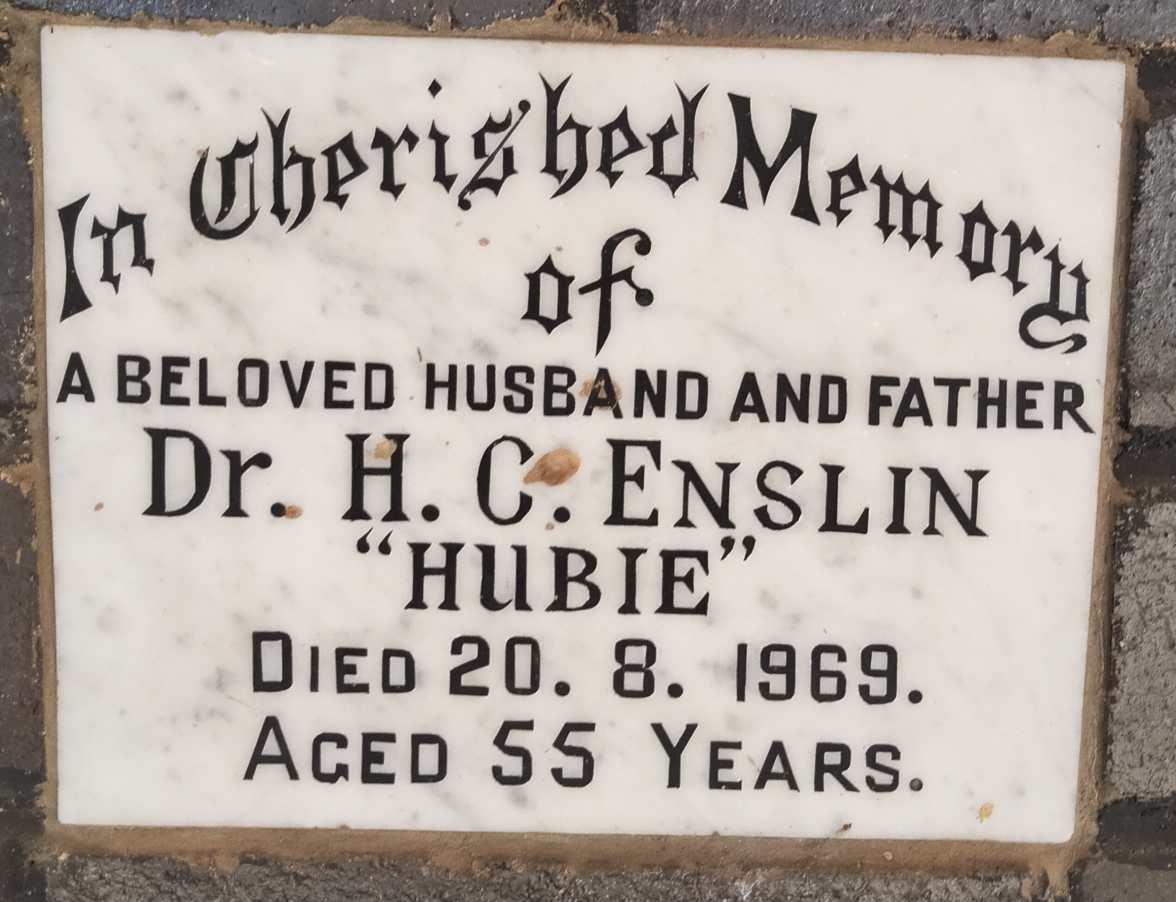 In Cherished Memory
of
A BELOVED HUSBAND AND FATHER
Dr. H. C. ENSLIN
“HUBIE”
DIED 20. 8. 1969.
AGED 55 YEARS.